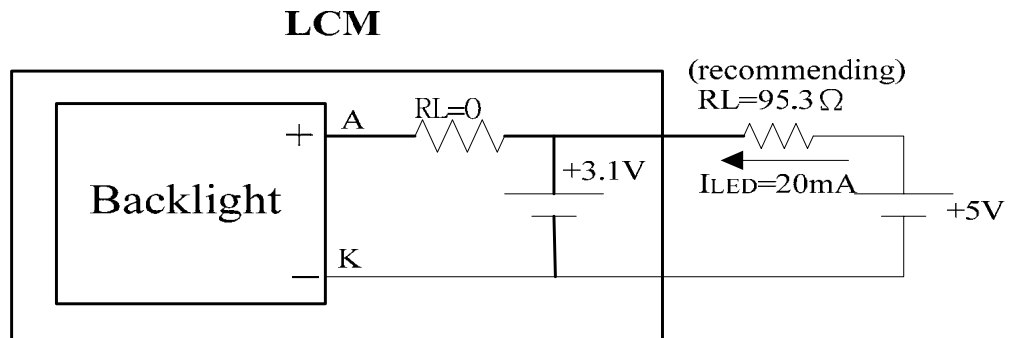 LCM
(recommending)
RL=95.3Ω
RL=0
A
+
+3.1V
ILED=20mA
Backlight
+5V
K
−